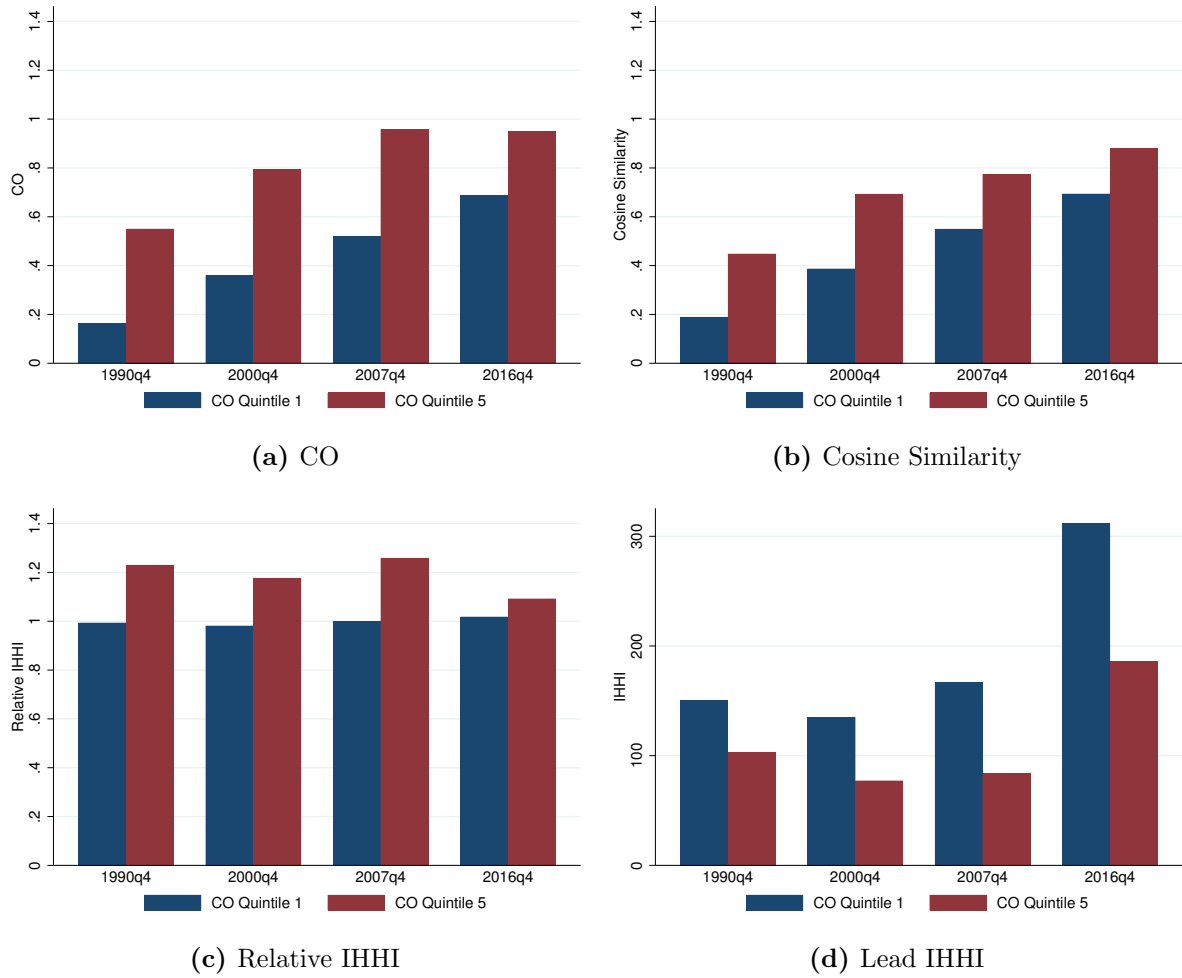 CO
0 .2 .4 .6 .8 1 1.2 1.4
1990q4 2000q4 2007q4 2016q4
CO Quintile 1 CO Quintile 5
(a) CO
Cosine Similarity
0 .2 .4 .6 .8 1 1.2 1.4
1990q4 2000q4 2007q4 2016q4
CO Quintile 1 CO Quintile 5
(b) Cosine Similarity
Relative IHHI
0 .2 .4 .6 .8 1 1.2 1.4
1990q4 2000q4 2007q4 2016q4
CO Quintile 1 CO Quintile 5
(c) Relative IHHI
IHHI
0 100 200 300
1990q4 2000q4 2007q4 2016q4
CO Quintile 1 CO Quintile 5
(d) Lead IHHI